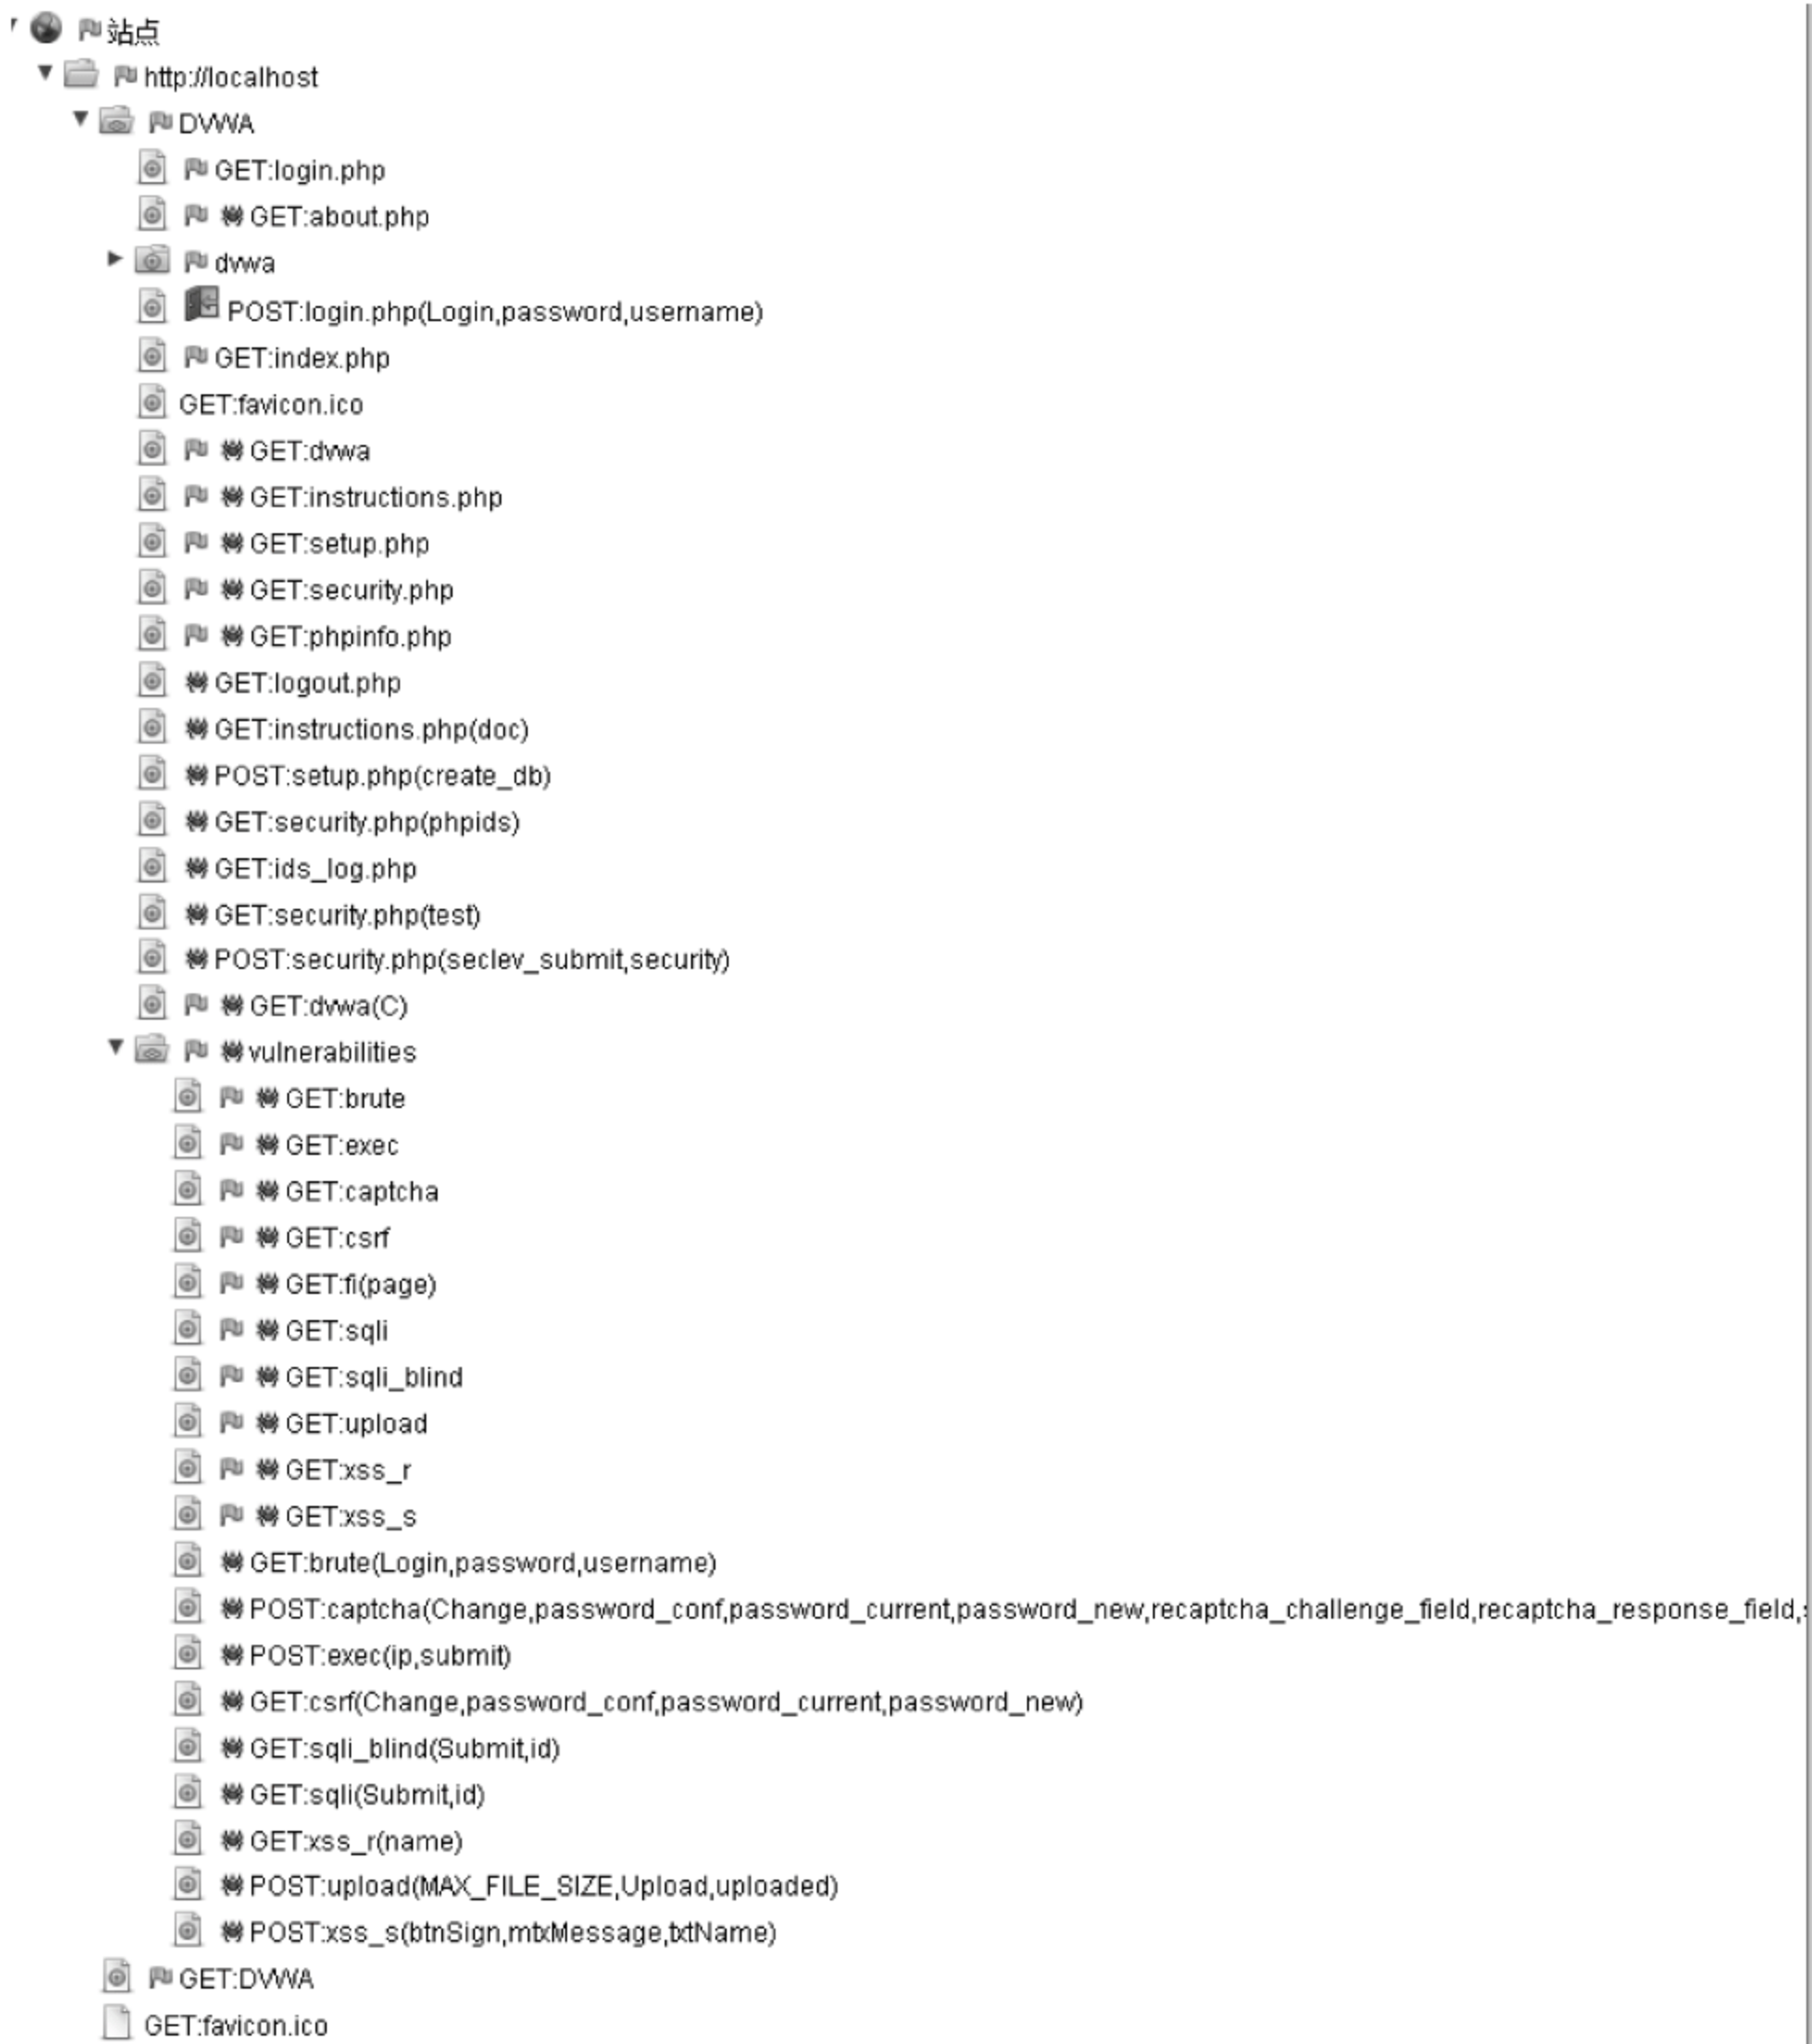 站点
http://localhost
DVWA
GET:login.php
GET:about.php
dvwa
POST:login.php(Login,password,username)
GET:index.php
GET:favicon.ico
GET:dvwa
GET:instructions.php
GET:setup.php
GET:security.php
GET:phpinfo.php
GET:logout.php
GET:instructions.php(doc)
POST:setup.php(create_db)
GET:security.php(phpids)
GET:ids_log.php
GET:security.php(test)
POST:security.php(seclev_submit,security)
GET:dvwa(C)
vulnerabilities
GET:brute
GET:exec
GET:captcha
GET:csrf
GET:fi(page)
GET:sqli
GET:sqli_blind
GET:upload
GET:xss_r
GET:xss_s
GET:brute(Login,password,username)
POST:captcha(Change,password_conf,password_current,password_new,recaptcha_challenge_field,recaptcha_response_field,
POST:exec(ip,submit)
GET:csrf(Change,password_conf,password_current,password_new)
GET:sqli_blind(Submit,id)
GET:sqli(Submit,id)
GET:xss_r(name)
POST:upload(MAX_FILE_SIZE,Upload,uploaded)
POST:xss_s(btnSign,mtxMessage,txtName)
GET:DVWA
GET:favicon.ico